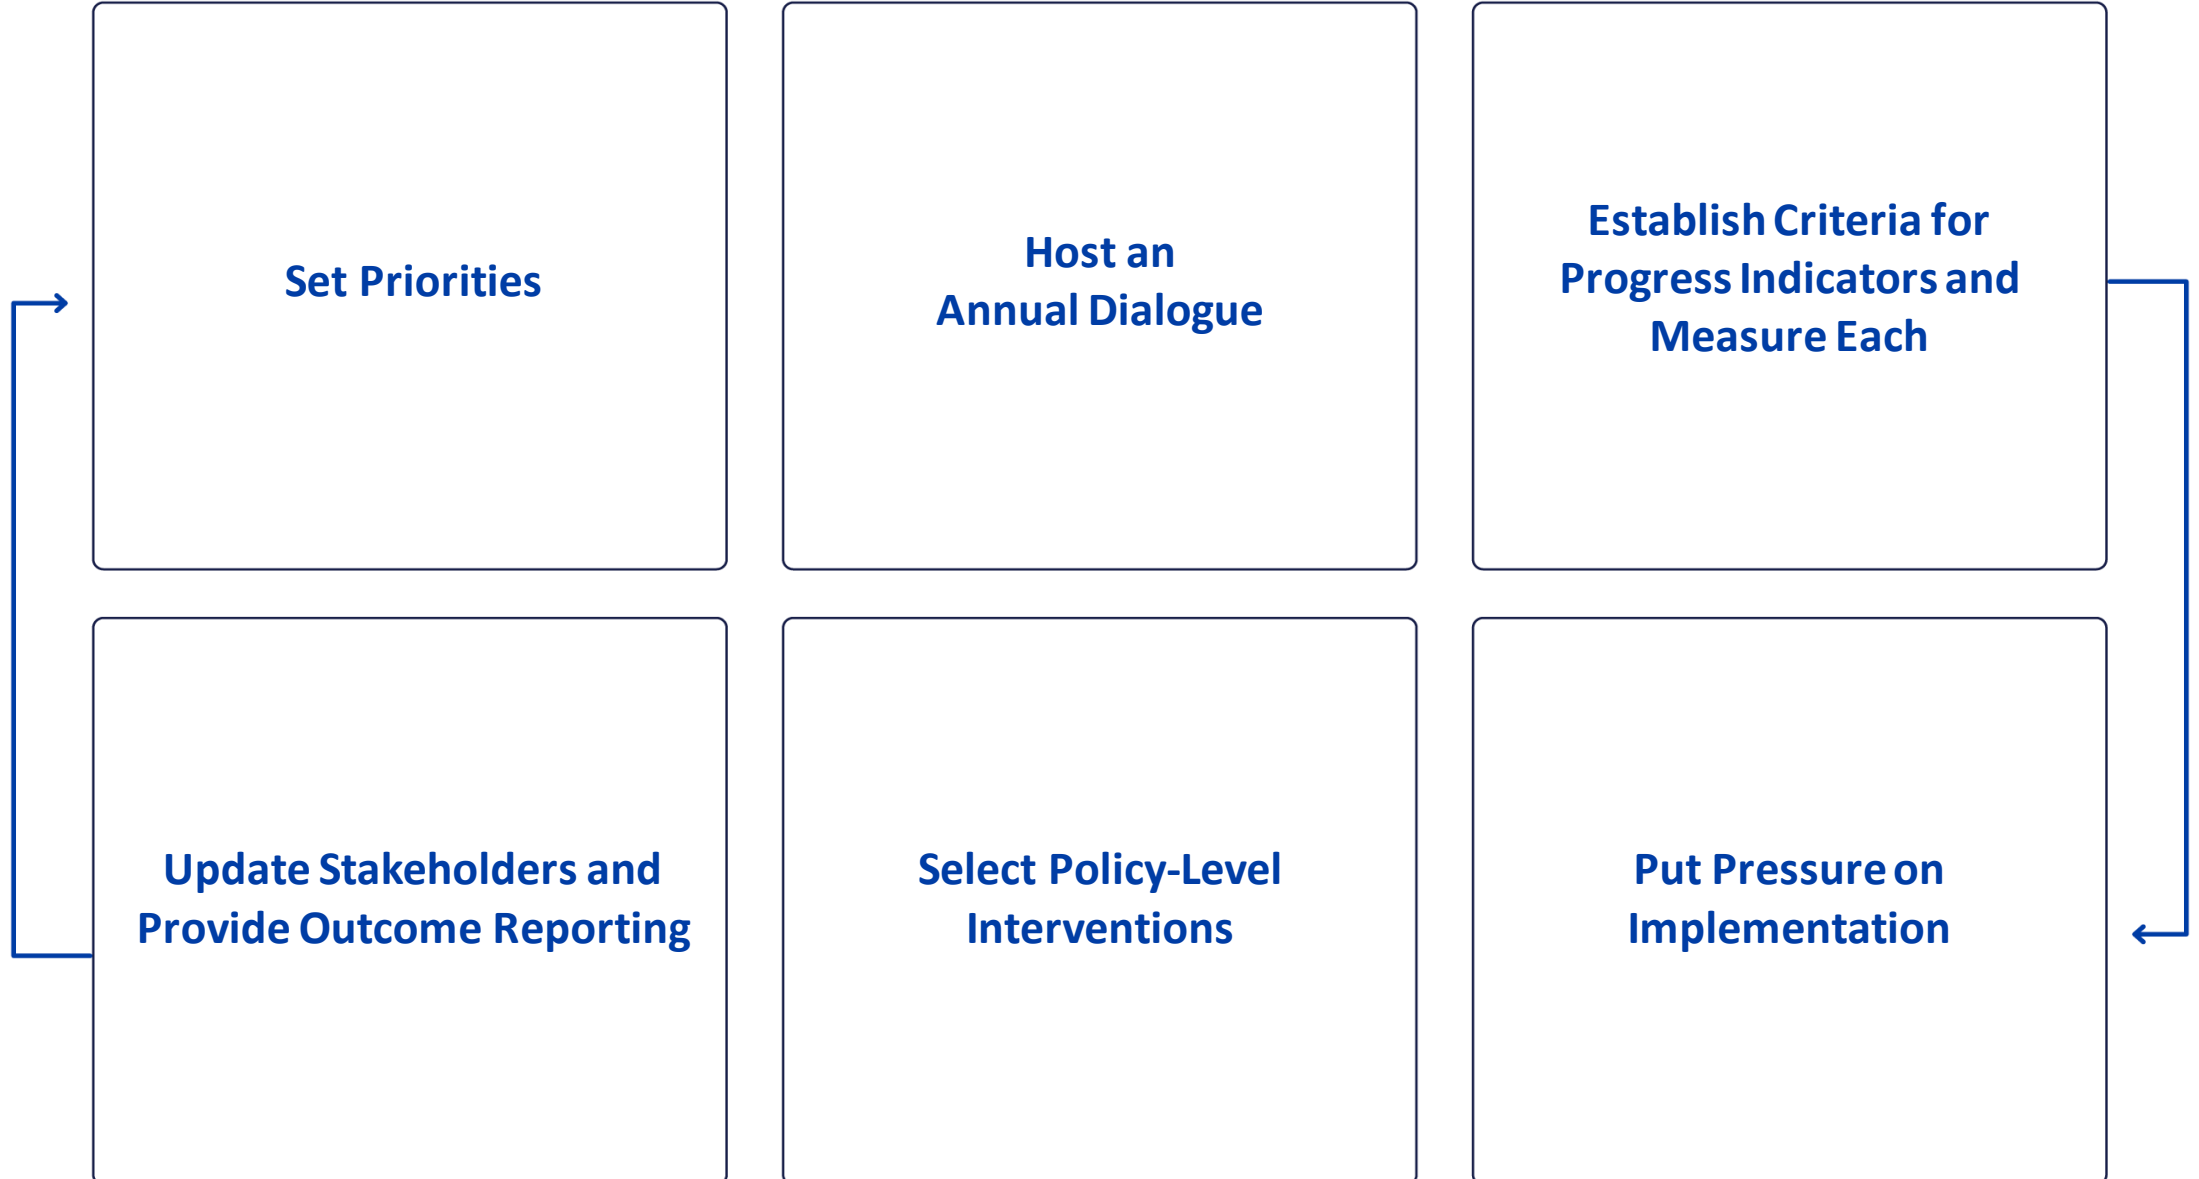 Set Priorities
Host an
Annual Dialogue
Establish Criteria for
Progress Indicators and
Measure Each
Update Stakeholders and
Provide Outcome Reporting
Select Policy-Level
Interventions
Put Pressure on
Implementation